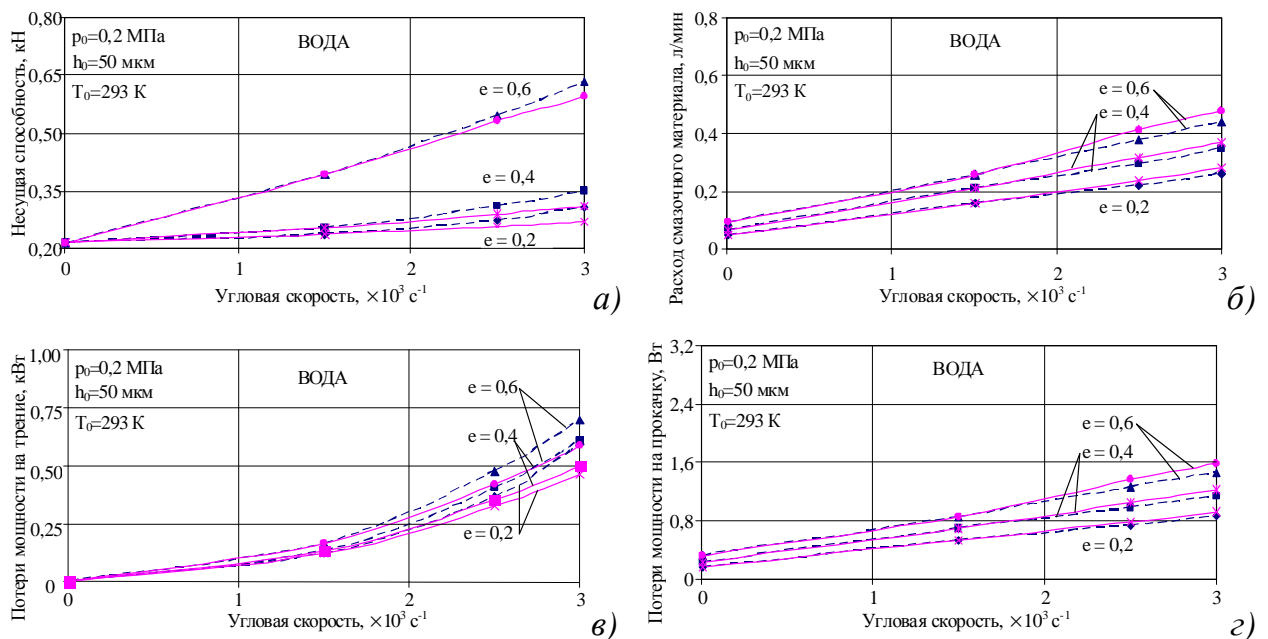 Несущая способность, кН
0,80
0,65
0,50
0,35
0,20
p₀=0,2 МПа
h₀=50 мкм
T₀=293 К
ВОДА
e = 0,6
e = 0,4
e = 0,2
0
1
2
3
Угловая скорость, ×10³ с⁻¹
а)
Расход смазочного материала, л/мин
0,8
0,6
0,4
0,2
0
p₀=0,2 МПа
h₀=50 мкм
T₀=293 К
ВОДА
e = 0,6
e = 0,4
e = 0,2
0
1
2
3
Угловая скорость, ×10³ с⁻¹
б)
Потери мощности на трение, кВт
1,00
0,75
0,50
0,25
0
p₀=0,2 МПа
h₀=50 мкм
T₀=293 К
ВОДА
e = 0,6
e = 0,4
e = 0,2
0
1
2
3
Угловая скорость, ×10³ с⁻¹
в)
Потери мощности на прокачку, Вт
3,2
2,4
1,6
0,8
0
p₀=0,2 МПа
h₀=50 мкм
T₀=293 К
ВОДА
e = 0,6
e = 0,4
e = 0,2
0
1
2
3
Угловая скорость, ×10³ с⁻¹
г)